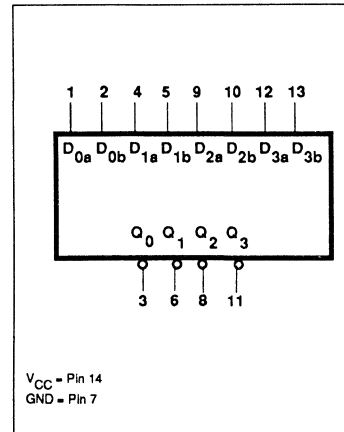 1 2 4 5 9 10 12 13
D0a D0b D1a D1b D2a D2b D3a D3b
Q0 Q1 Q2 Q3
3 6 8 11
VCC = Pin 14
GND = Pin 7